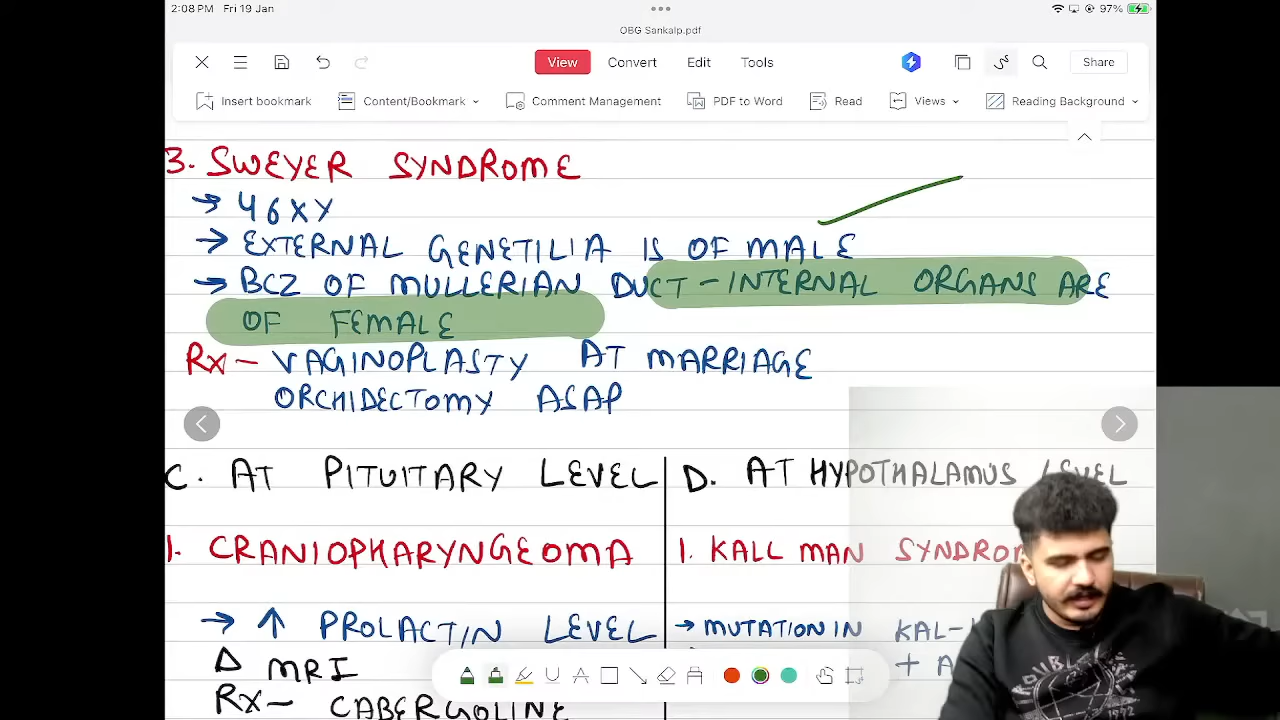 2:08 PM Fri 19 Jan
97%
OBG Sankalp.pdf
View Convert Edit Tools
Share
Insert bookmark Content/Bookmark Comment Management PDF to Word Read Views Reading Background
3. SWEYER SYNDROME
→ 46XY
→ EXTERNAL GENETILIA IS OF MALE
→ BCZ OF MULLERIAN DUCT - INTERNAL ORGANS ARE
OF FEMALE
Rx - VAGINOPLASTY AT MARRIAGE
ORCHIDECTOMY ASAP
C. AT PITUITARY LEVEL
1. CRANIOPHARYNGEOMA
→ ↑ PROLACTIN LEVEL
Δ MRI
Rx - CABERGOLINE
D. AT HYPOTHALAMUS LEVEL
1. KALL MAN
→ MUTATION IN KAL-